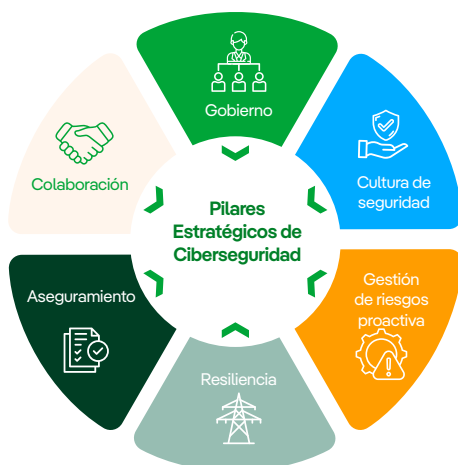 Gobierno
Colaboración
Cultura de
seguridad
Pilares
Estratégicos de
Ciberseguridad
Aseguramiento
Gestión
de riesgos
proactiva
Resiliencia